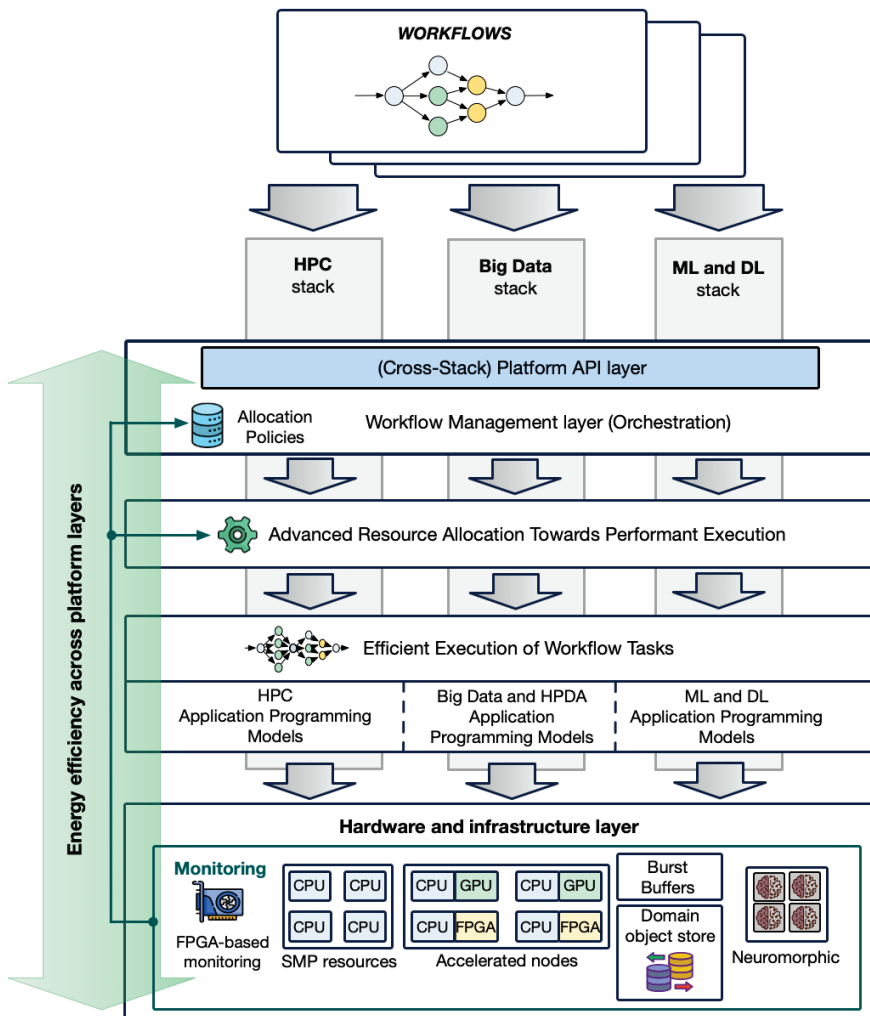 WORKFLOWS
HPC
stack
Big Data
stack
ML and DL
stack
(Cross-Stack) Platform API layer
Allocation
Policies
Workflow Management layer (Orchestration)
Advanced Resource Allocation Towards Performant Execution
Efficient Execution of Workflow Tasks
HPC
Application Programming
Models
Big Data and HPDA
Application
Programming Models
ML and DL
Application Programming
Models
Energy efficiency across platform layers
Hardware and infrastructure layer
Monitoring
FPGA-based
monitoring
CPU CPU
CPU CPU
SMP resources
CPU GPU CPU GPU
CPU FPGA CPU FPGA
Accelerated nodes
Burst
Buffers
Domain
object store
Neuromorphic